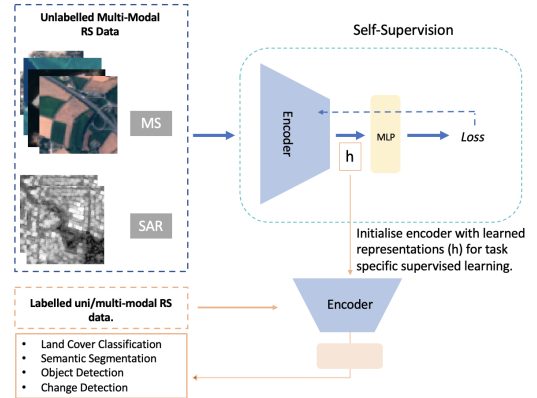 Unlabelled Multi-Modal
RS Data
MS
SAR
Self-Supervision
Encoder
h
MLP
Loss
Initialise encoder with learned
representations (h) for task
specific supervised learning.
Encoder
Labelled uni/multi-modal RS
data.
• Land Cover Classification
• Semantic Segmentation
• Object Detection
• Change Detection